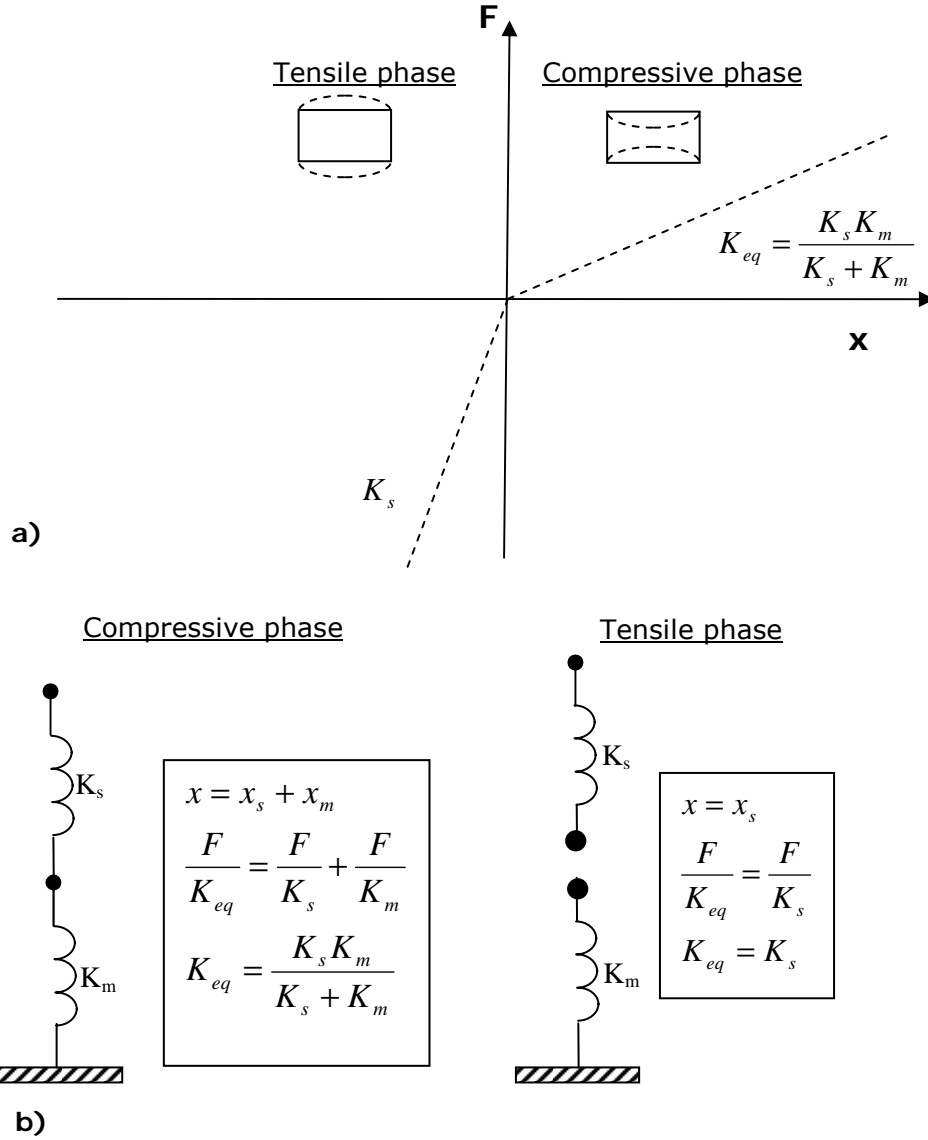 F
Tensile phase Compressive phase
K_eq = K_s K_m / (K_s + K_m)
x
K_s
a)
Compressive phase Tensile phase
K_s
K_m
x = x_s + x_m
F / K_eq = F / K_s + F / K_m
K_eq = K_s K_m / (K_s + K_m)
K_s
K_m
x = x_s
F / K_eq = F / K_s
K_eq = K_s
b)